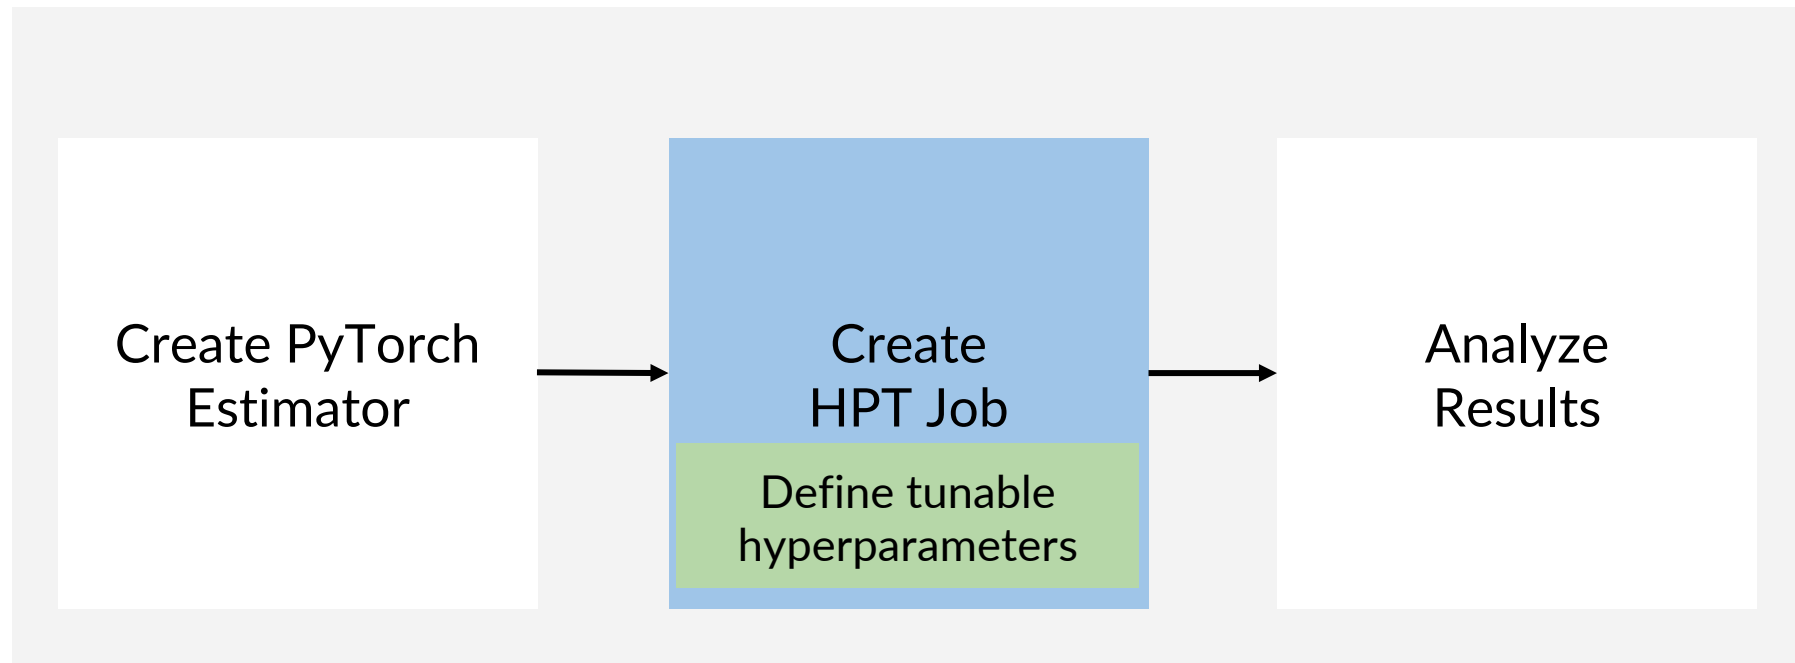 Create PyTorch
Estimator
Create
HPT Job
Define tunable
hyperparameters
Analyze
Results